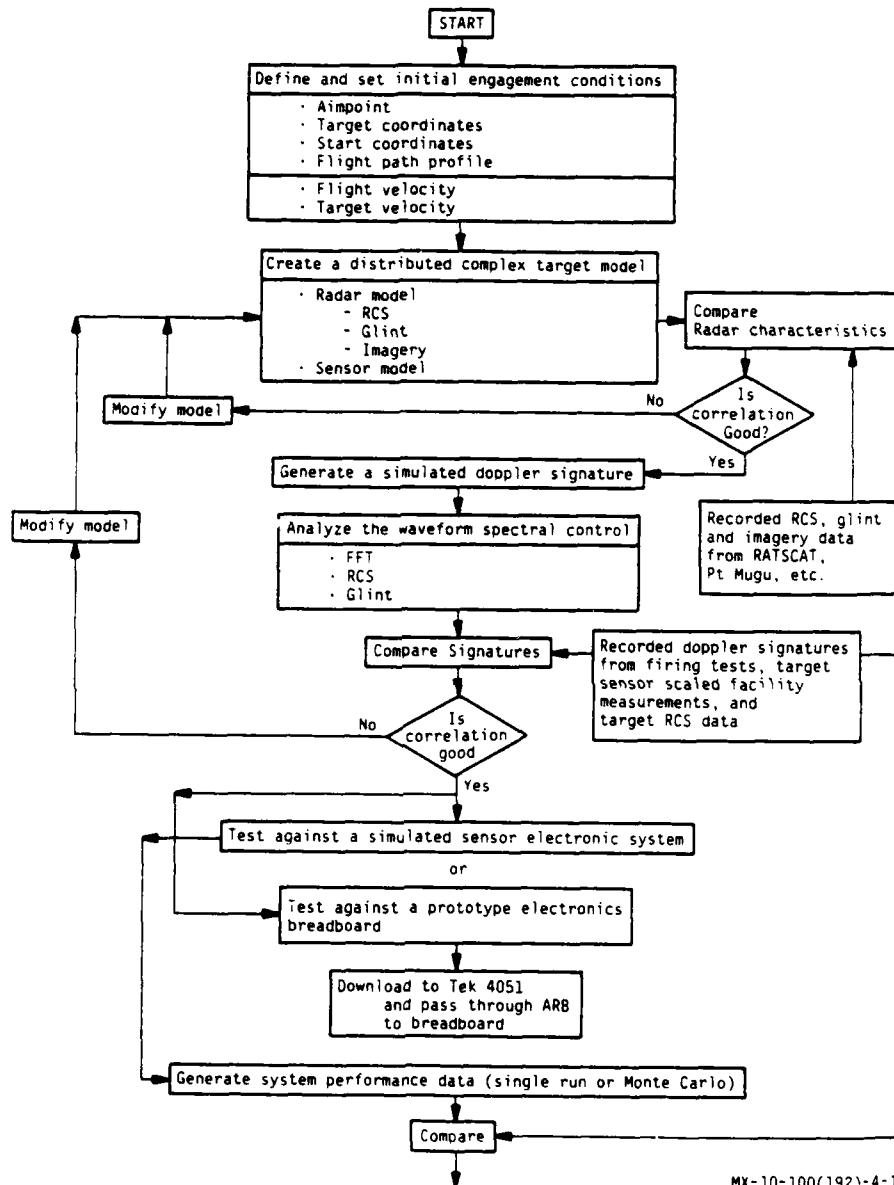 START
Define and set initial engagement conditions
· Aimpoint
· Target coordinates
· Start coordinates
· Flight path profile
· Flight velocity
· Target velocity
Create a distributed complex target model
· Radar model
- RCS
- Glint
- Imagery
· Sensor model
Compare
Radar characteristics
Is
correlation
Good?
No
Modify model
Yes
Generate a simulated doppler signature
Modify model
Analyze the waveform spectral control
· FFT
· RCS
· Glint
Recorded RCS, glint
and imagery data
from RATSCAT,
Pt Mugu, etc.
Compare Signatures
Recorded doppler signatures
from firing tests, target
sensor scaled facility
measurements, and
target RCS data
No
Is
correlation
good
Yes
Test against a simulated sensor electronic system
or
Test against a prototype electronics
breadboard
Download to Tek 4051
and pass through ARB
to breadboard
Generate system performance data (single run or Monte Carlo)
Compare
MX-10-100(192)-4-1